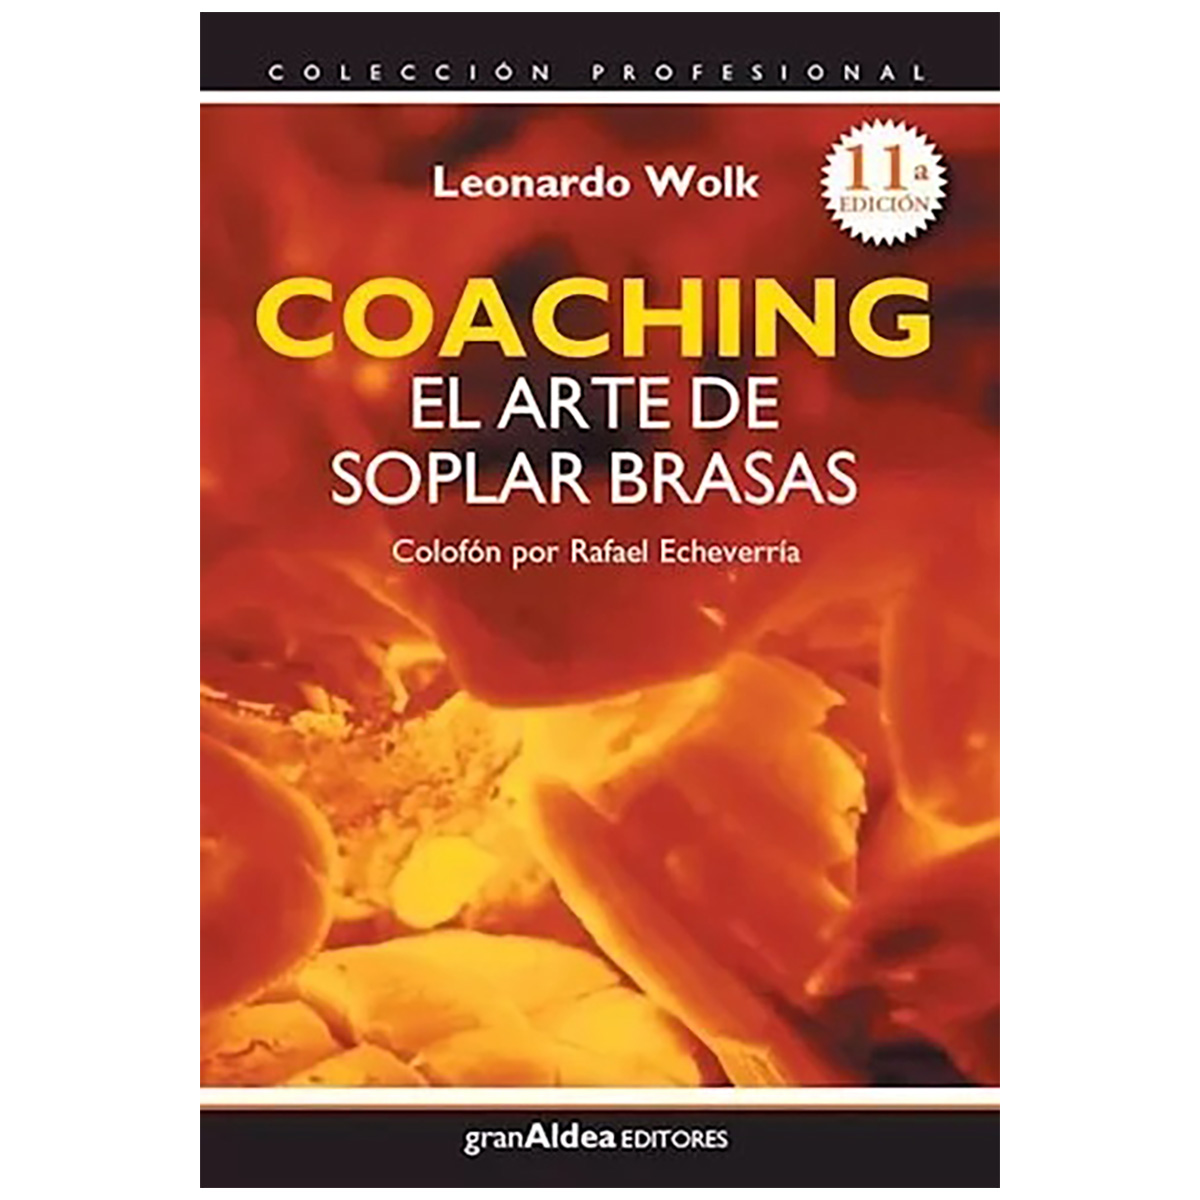 COLECCIÓN PROFESIONAL
Leonardo Wolk
11ª
EDICIÓN
COACHING
EL ARTE DE
SOPLAR BRASAS
Colofón por Rafael Echeverría
granAldea EDITORES